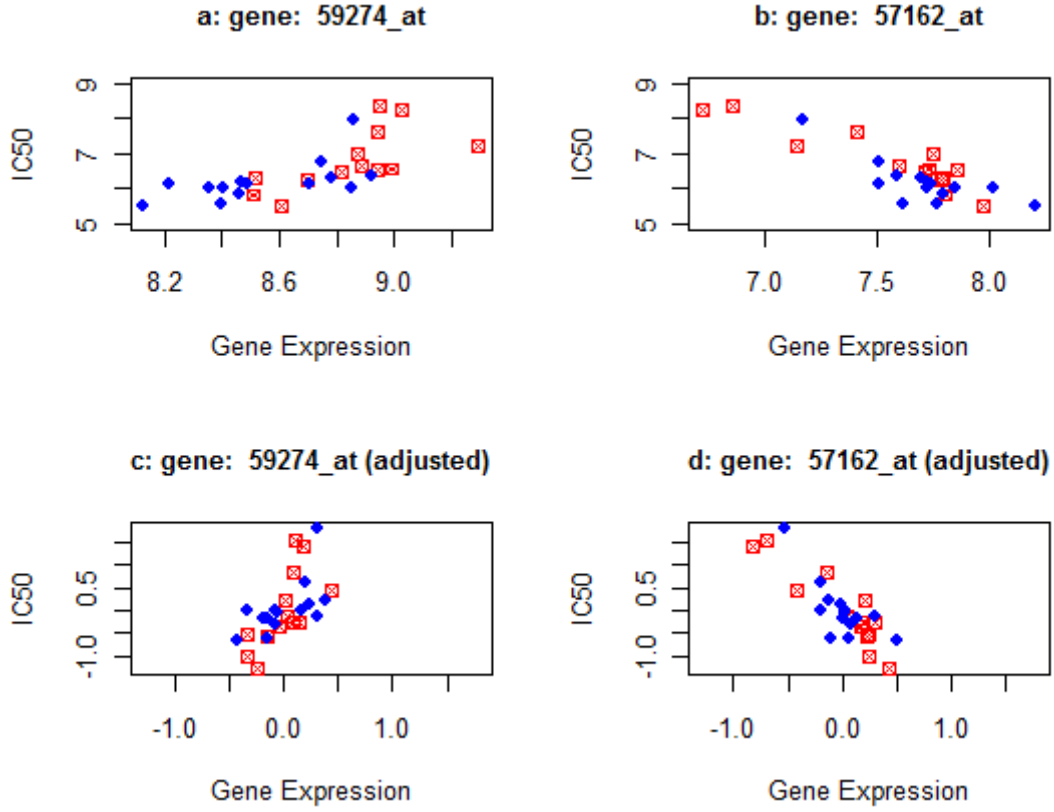 a: gene: 59274_at
IC50
9
7
5
8.2 8.6 9.0
Gene Expression
b: gene: 57162_at
IC50
9
7
5
7.0 7.5 8.0
Gene Expression
c: gene: 59274_at (adjusted)
IC50
0.5
-1.0
-1.0 0.0 1.0
Gene Expression
d: gene: 57162_at (adjusted)
IC50
0.5
-1.0
-1.0 0.0 1.0
Gene Expression